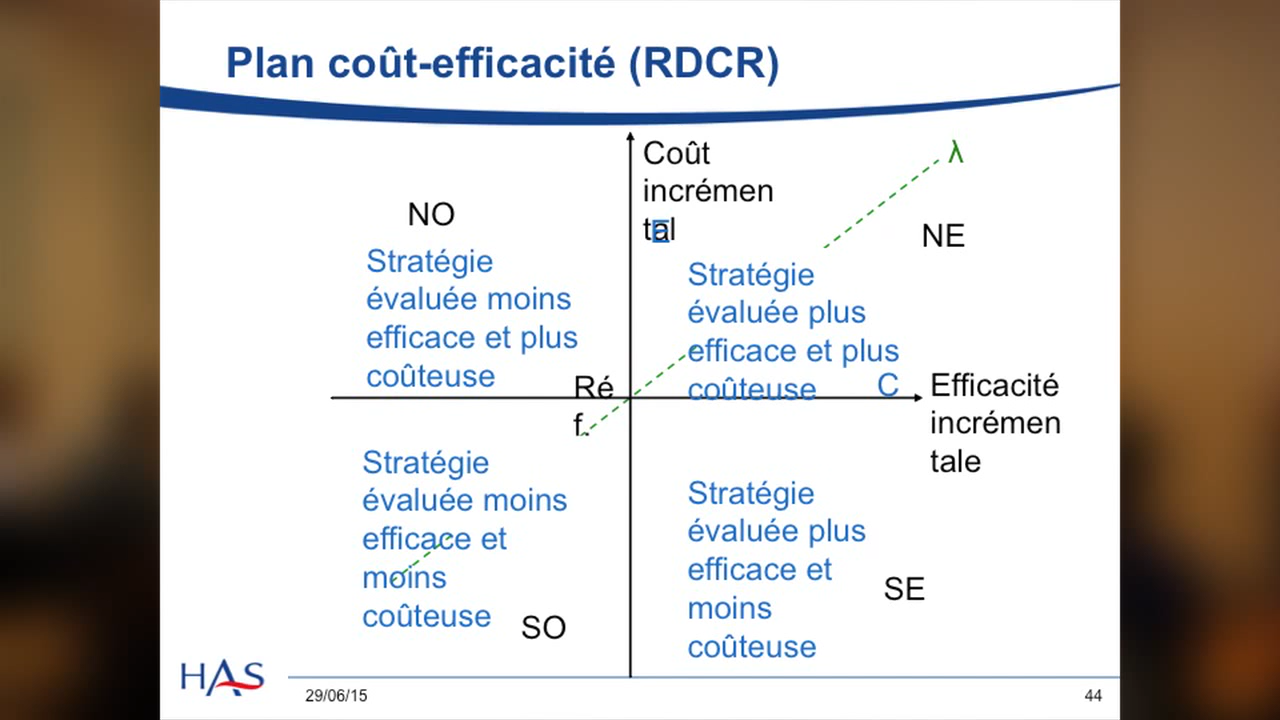 Plan coût-efficacité (RDCR)
Coût
incrémen
tal
E
λ
NO
NE
Stratégie
évaluée moins
efficace et plus
coûteuse
Stratégie
évaluée plus
efficace et plus
coûteuse
Ré
f.
C
Efficacité
incrémen
tale
Stratégie
évaluée moins
efficace et
moins
coûteuse
SO
Stratégie
évaluée plus
efficace et
moins
coûteuse
SE
HAS
29/06/15
44